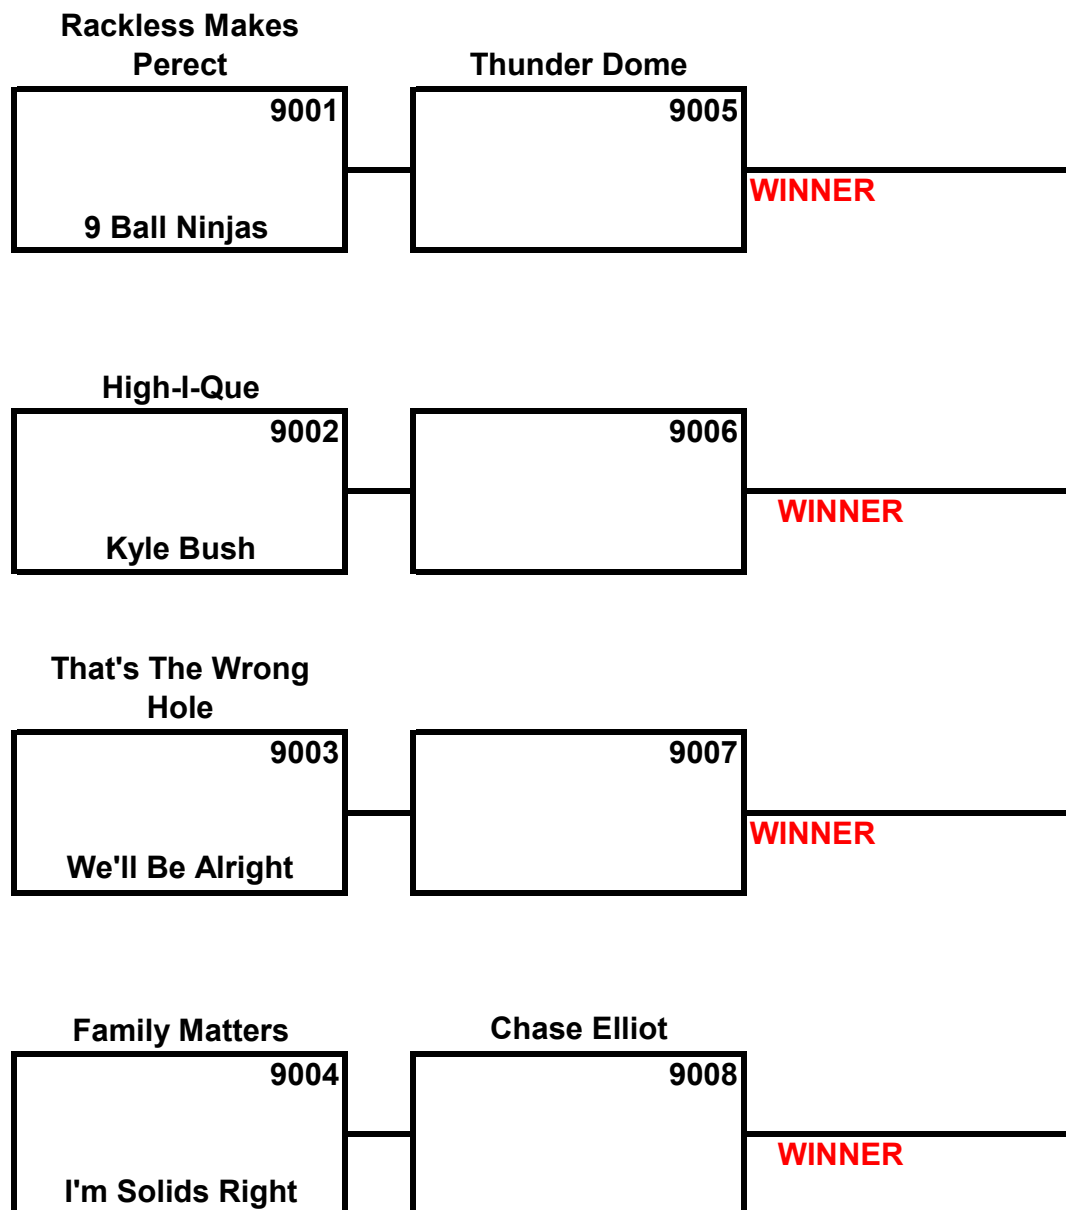 Rackless Makes
Perect
Thunder Dome
9001
9005
WINNER
9 Ball Ninjas
High-I-Que
9002
9006
WINNER
Kyle Bush
That's The Wrong
Hole
9003
9007
WINNER
We'll Be Alright
Family Matters
Chase Elliot
9004
9008
WINNER
I'm Solids Right